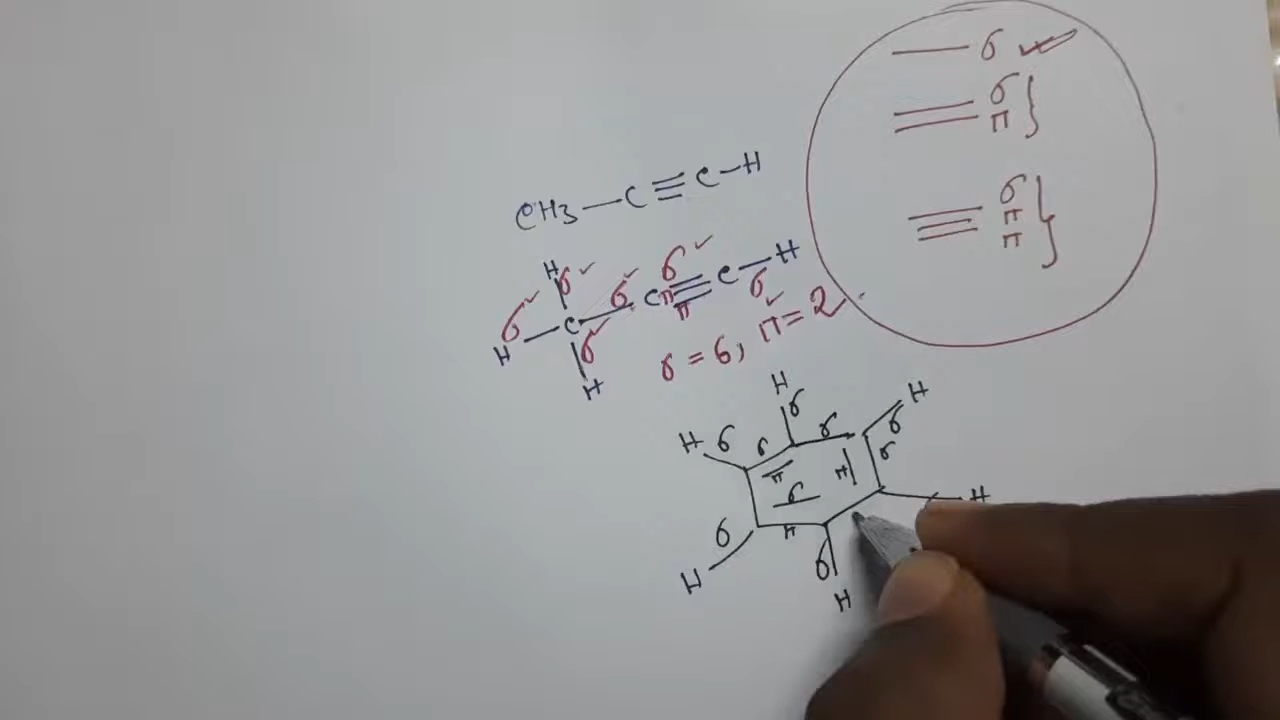 — σ ✓
= σ π }
≡ σ π π }
CH3—C≡C—H
H σ ✓
σ ✓ σ ✓ C σ ✓ π π C H
H C σ ✓ σ
H
σ = 6, π = 2
H
σ H
H σ σ σ σ
π π σ
σ H
σ π
σ
H H